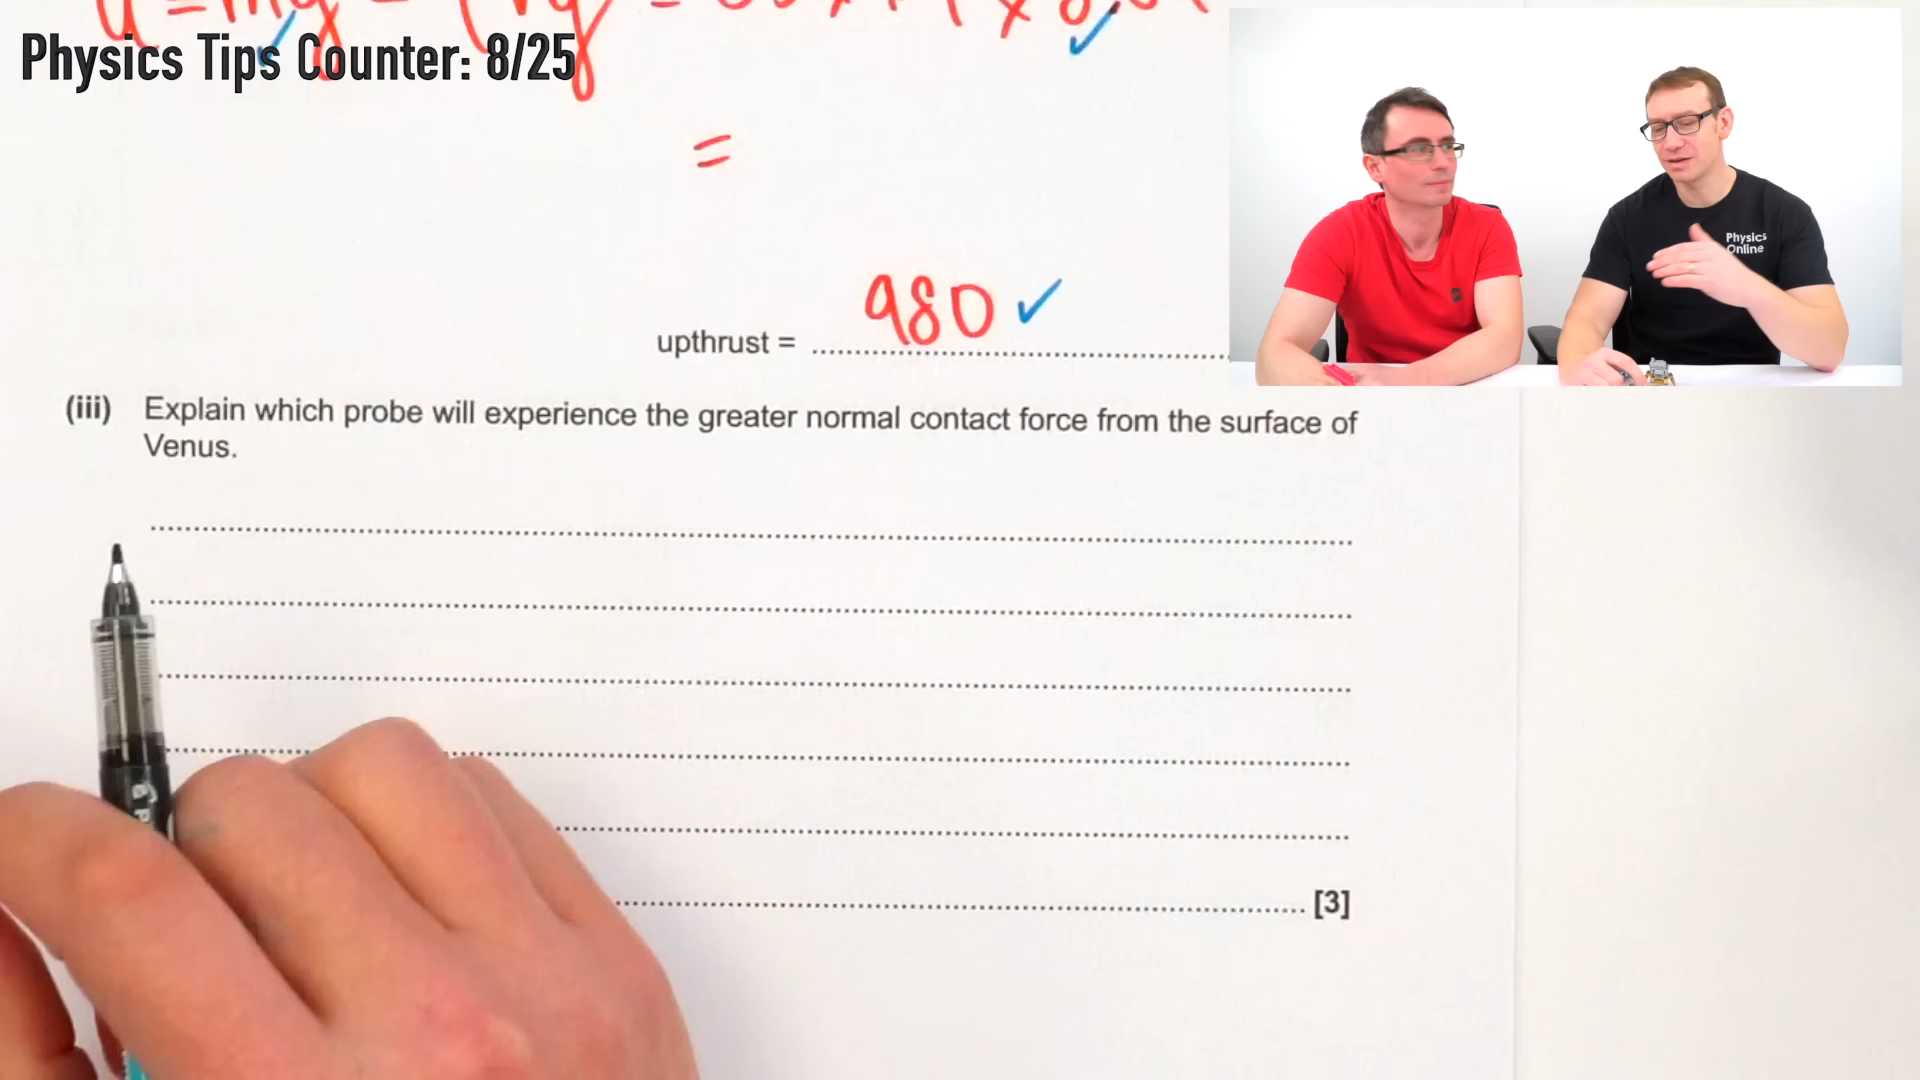 Physics Tips Counter: 8/25
=
Physics
Online
980 ✓
upthrust =
(iii) Explain which probe will experience the greater normal contact force from the surface of
Venus.
[3]